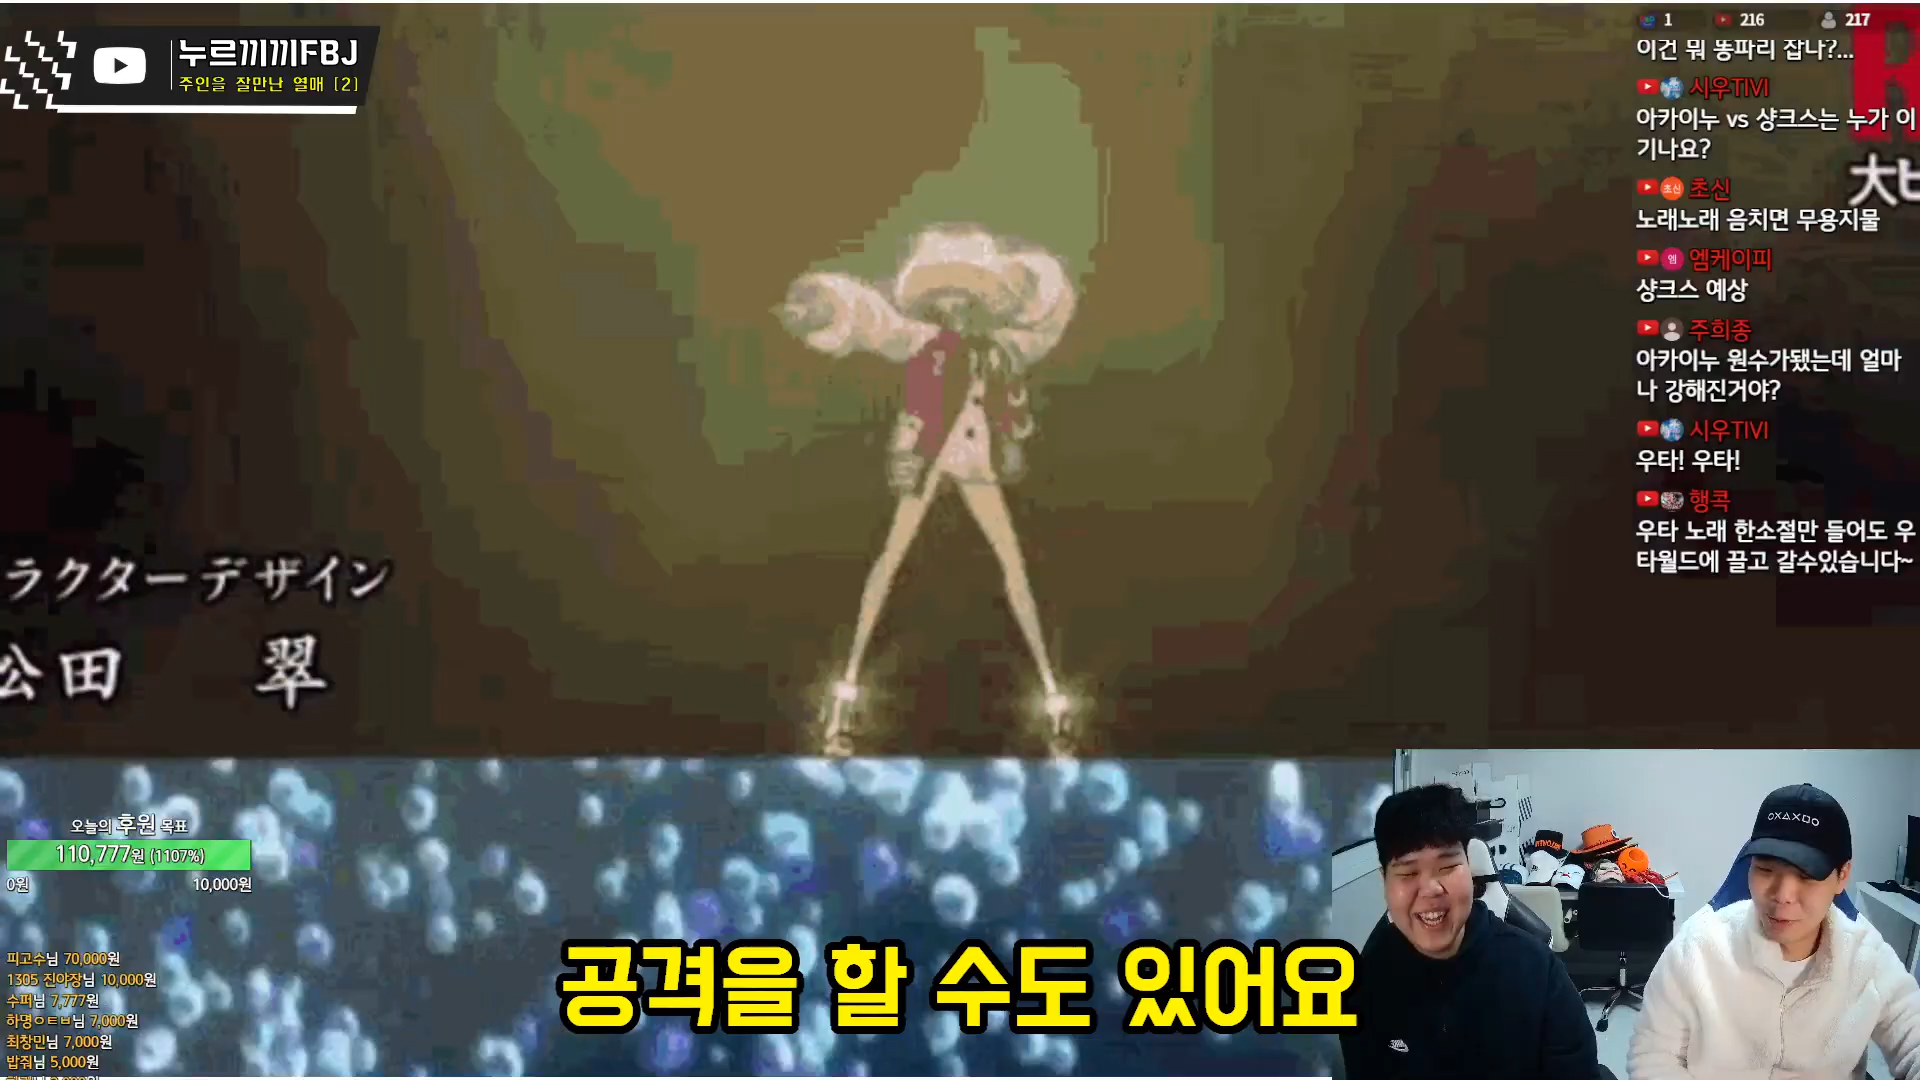 누르끼끼FBJ
주인을 잘만난 열매 [2]
1 216 217
이건 뭐 똥파리 잡나?...
시우TIVI
아카이누 vs 샹크스는 누가 이
기나요?
초신 초신
노래노래 음치면 무용지물
엠 엠케이피
샹크스 예상
주희종
아카이누 원수가됐는데 얼마
나 강해진거야?
시우TIVI
우타! 우타!
행콕
우타 노래 한소절만 들어도 우
타월드에 끌고 갈수있습니다~
R
ラクターデザイン
松田 翠
오늘의 후원 목표
110,777원 (1107%)
0원 10,000원
피고수님 70,000원
1305 진야장님 10,000원
수퍼님 7,777원
하명ㅇㅌㅂ님 7,000원
최창민님 7,000원
밥줘님 5,000원
공격을 할 수도 있어요